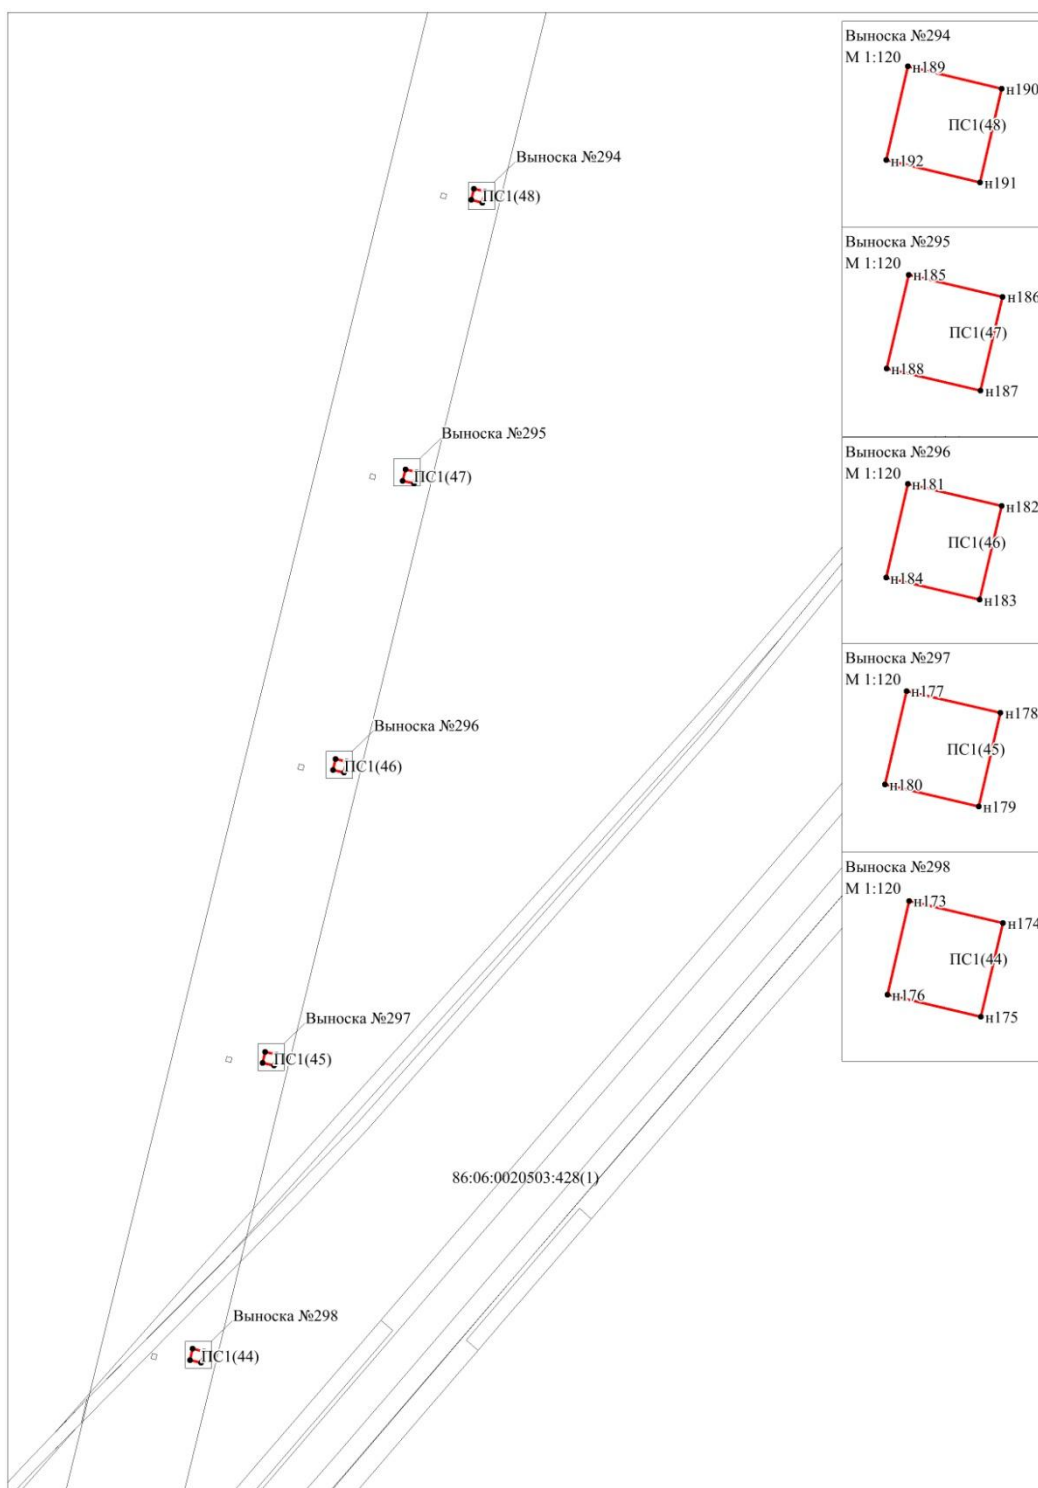 Выноска №294
ПС1(48)
Выноска №295
ПС1(47)
Выноска №296
ПС1(46)
Выноска №297
ПС1(45)
86:06:0020503:428(1)
Выноска №298
ПС1(44)
Выноска №294
М 1:120
н189
н190
ПС1(48)
н192
н191
Выноска №295
М 1:120
н185
н186
ПС1(47)
н188
н187
Выноска №296
М 1:120
н181
н182
ПС1(46)
н184
н183
Выноска №297
М 1:120
н177
н178
ПС1(45)
н180
н179
Выноска №298
М 1:120
н173
н174
ПС1(44)
н176
н175